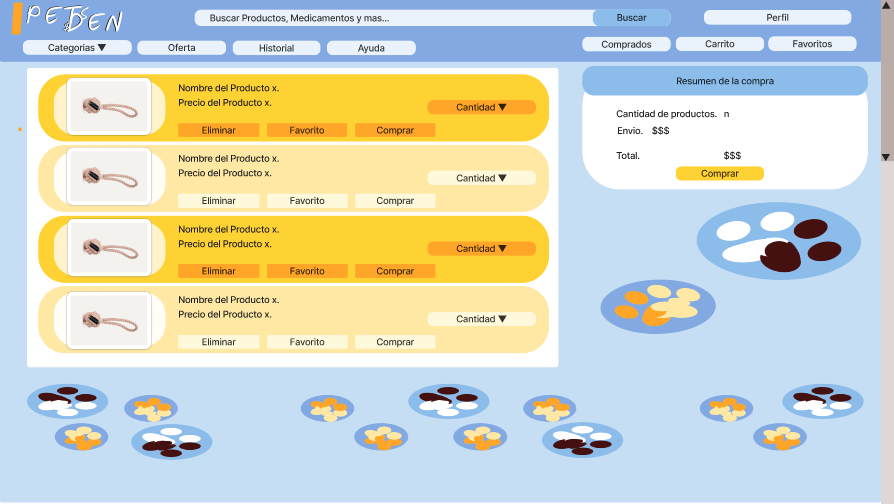 PET DEN
Buscar Productos, Medicamentos y mas...
Buscar
Perfil
Categorias ▼
Oferta
Historial
Ayuda
Comprados
Carrito
Favoritos
Nombre del Producto x.
Precio del Producto x.
Cantidad ▼
Eliminar
Favorito
Comprar
Nombre del Producto x.
Precio del Producto x.
Cantidad ▼
Eliminar
Favorito
Comprar
Nombre del Producto x.
Precio del Producto x.
Cantidad ▼
Eliminar
Favorito
Comprar
Nombre del Producto x.
Precio del Producto x.
Cantidad ▼
Eliminar
Favorito
Comprar
Resumen de la compra
Cantidad de productos. n
Envio. $$$
Total. $$$
Comprar